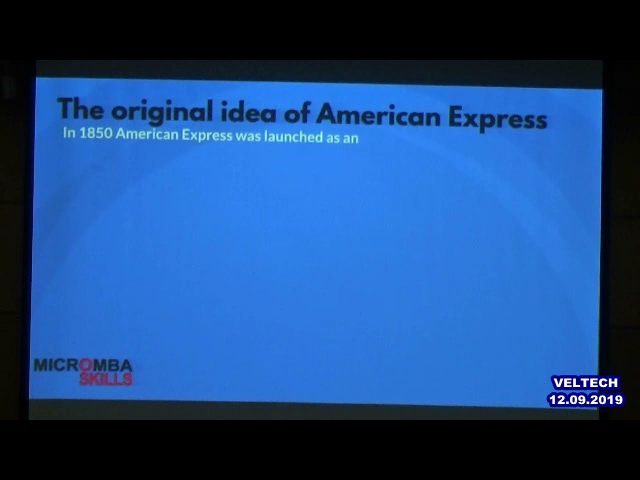 The original idea of American Express
In 1850 American Express was launched as an
MICROMBA
SKILLS
VELTECH
12.09.2019